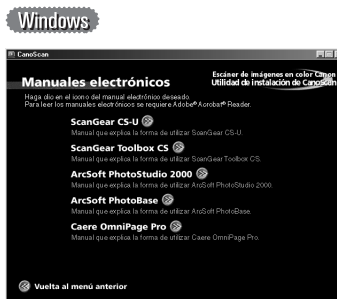 Windows
CanoScan
Manuales electrónicos
Escáner de imágenes en color Canon
Utilidad de instalación de CanoScan
Haga clic en el icono del manual electrónico deseado.
Para leer los manuales electrónicos se requiere Adobe® Acrobat® Reader.
ScanGear CS-U
Manual que explica la forma de utilizar ScanGear CS-U.
ScanGear Toolbox CS
Manual que explica la forma de utilizar ScanGear Toolbox CS.
ArcSoft PhotoStudio 2000
Manual que explica la forma de utilizar ArcSoft PhotoStudio 2000.
ArcSoft PhotoBase
Manual que explica la forma de utilizar ArcSoft PhotoBase.
Caere OmniPage Pro
Manual que explica la forma de utilizar Caere OmniPage Pro.
Vuelta al menú anterior